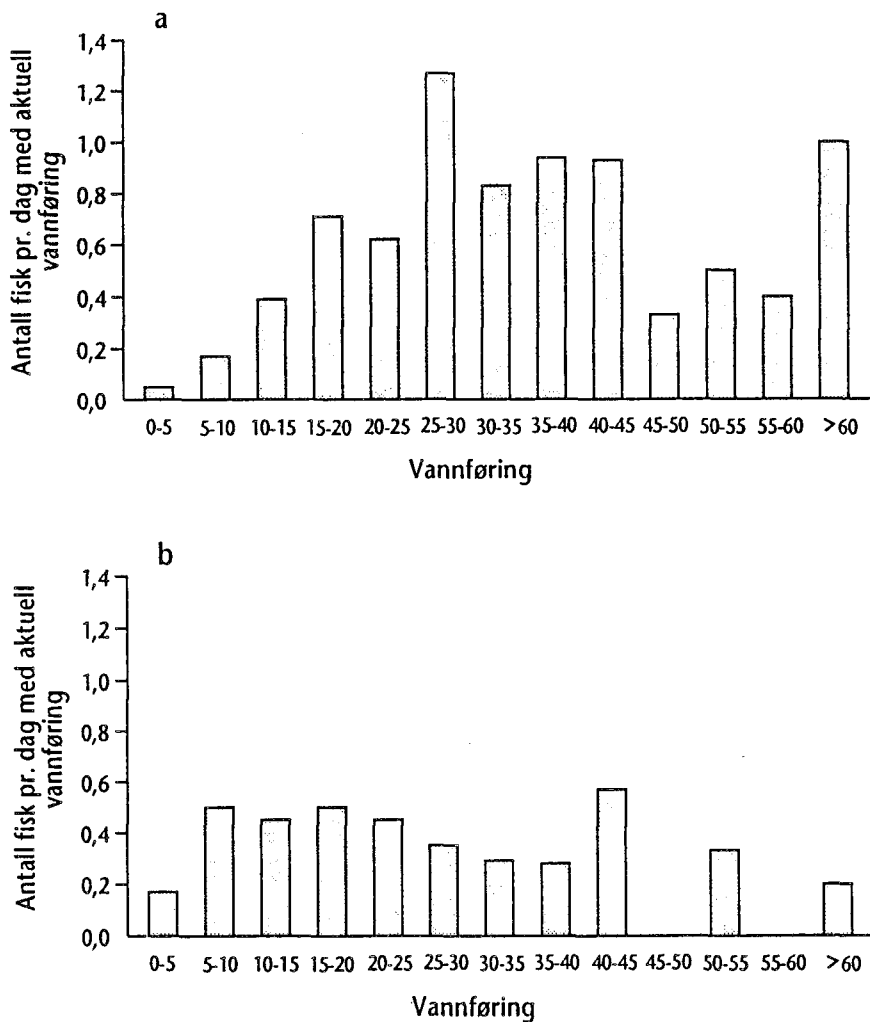 a
Antall fisk pr. dag med aktuell
vannføring
1,4
1,2
1,0
0,8
0,6
0,4
0,2
0,0
0-5 5-10 10-15 15-20 20-25 25-30 30-35 35-40 40-45 45-50 50-55 55-60 >60
Vannføring
b
Antall fisk pr. dag med aktuell
vannføring
1,4
1,2
1,0
0,8
0,6
0,4
0,2
0,0
0-5 5-10 10-15 15-20 20-25 25-30 30-35 35-40 40-45 45-50 50-55 55-60 >60
Vannføring